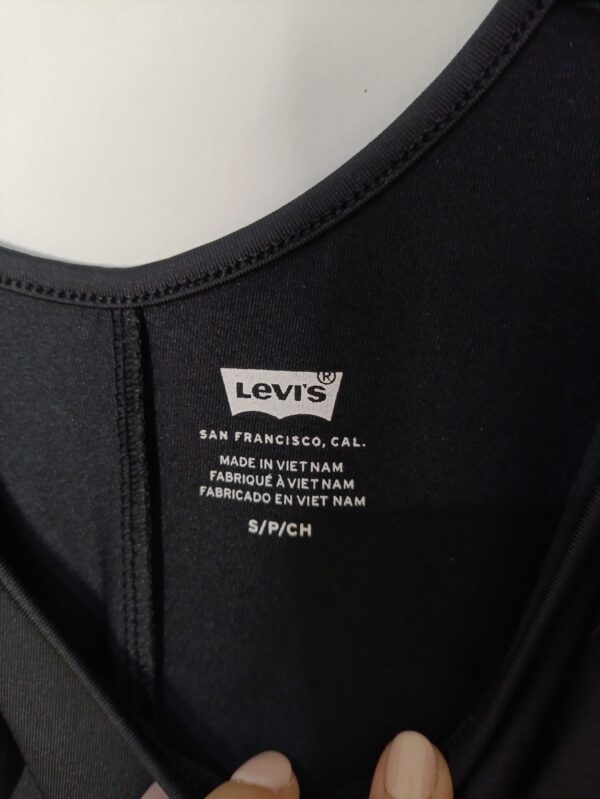 Levi's ®
SAN FRANCISCO, CAL.
MADE IN VIET NAM
FABRIQUÉ À VIET NAM
FABRICADO EN VIET NAM
S/P/CH